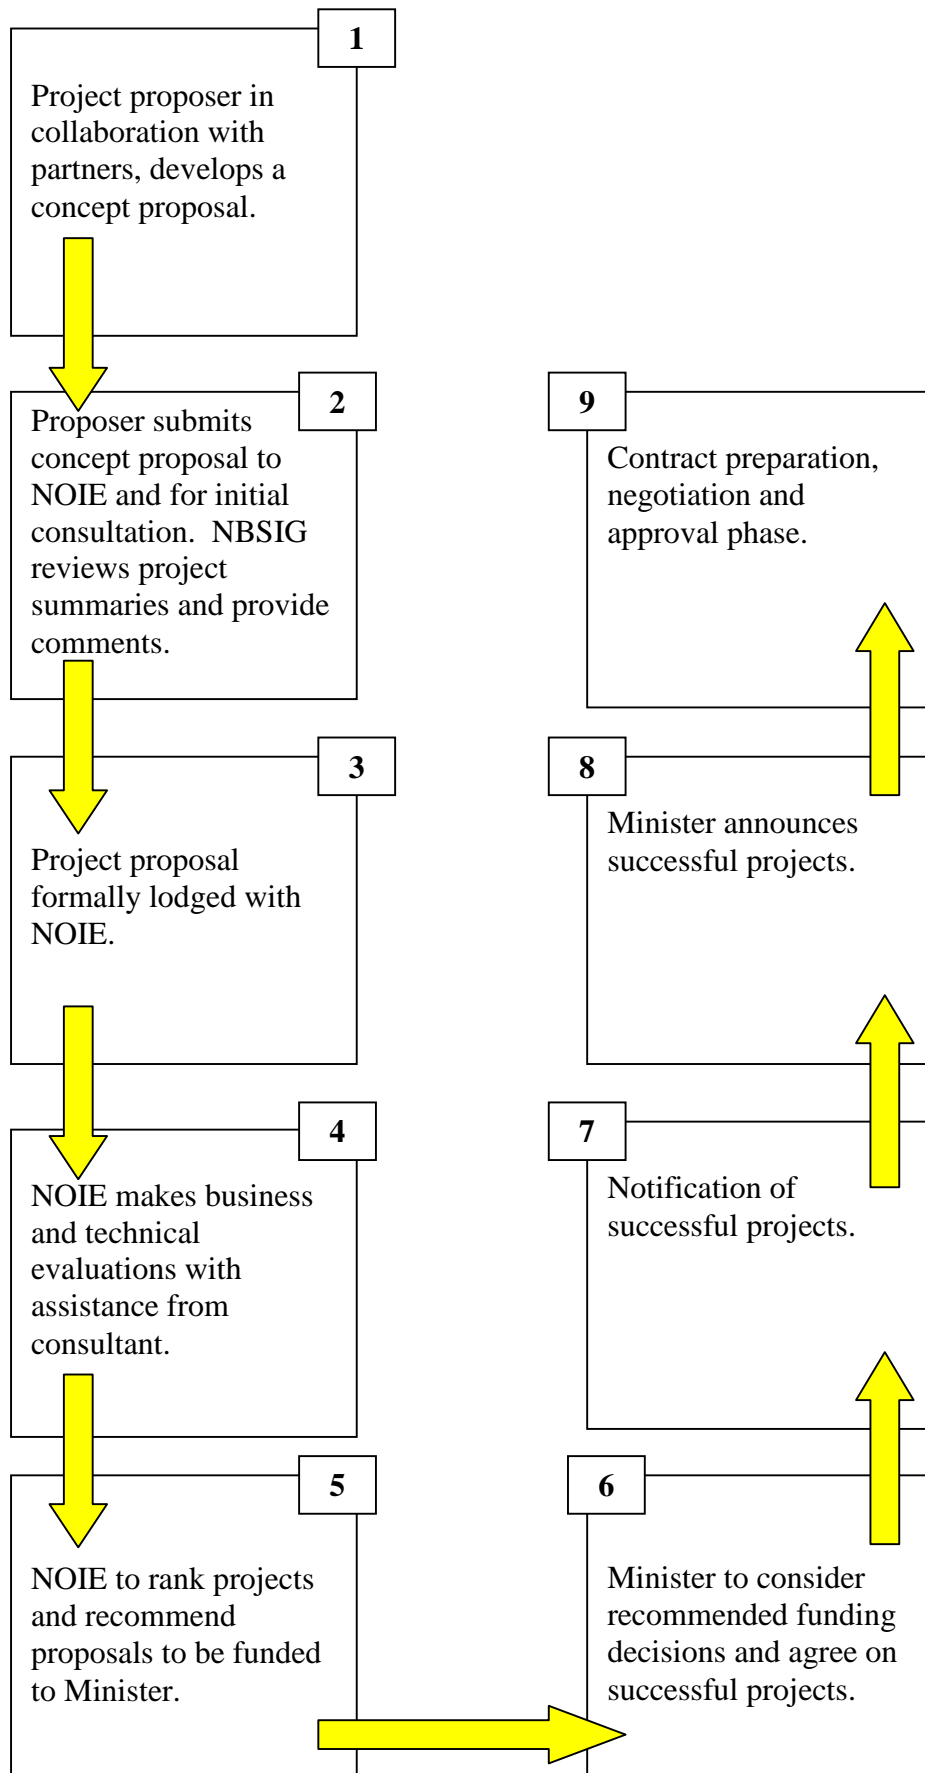 1
Project proposer in
collaboration with
partners, develops a
concept proposal.
2
Proposer submits
concept proposal to
NOIE and for initial
consultation.  NBSIG
reviews project
summaries and provide
comments.
3
Project proposal
formally lodged with
NOIE.
4
NOIE makes business
and technical
evaluations with
assistance from
consultant.
5
NOIE to rank projects
and recommend
proposals to be funded
to Minister.
6
Minister to consider
recommended funding
decisions and agree on
successful projects.
7
Notification of
successful projects.
8
Minister announces
successful projects.
9
Contract preparation,
negotiation and
approval phase.